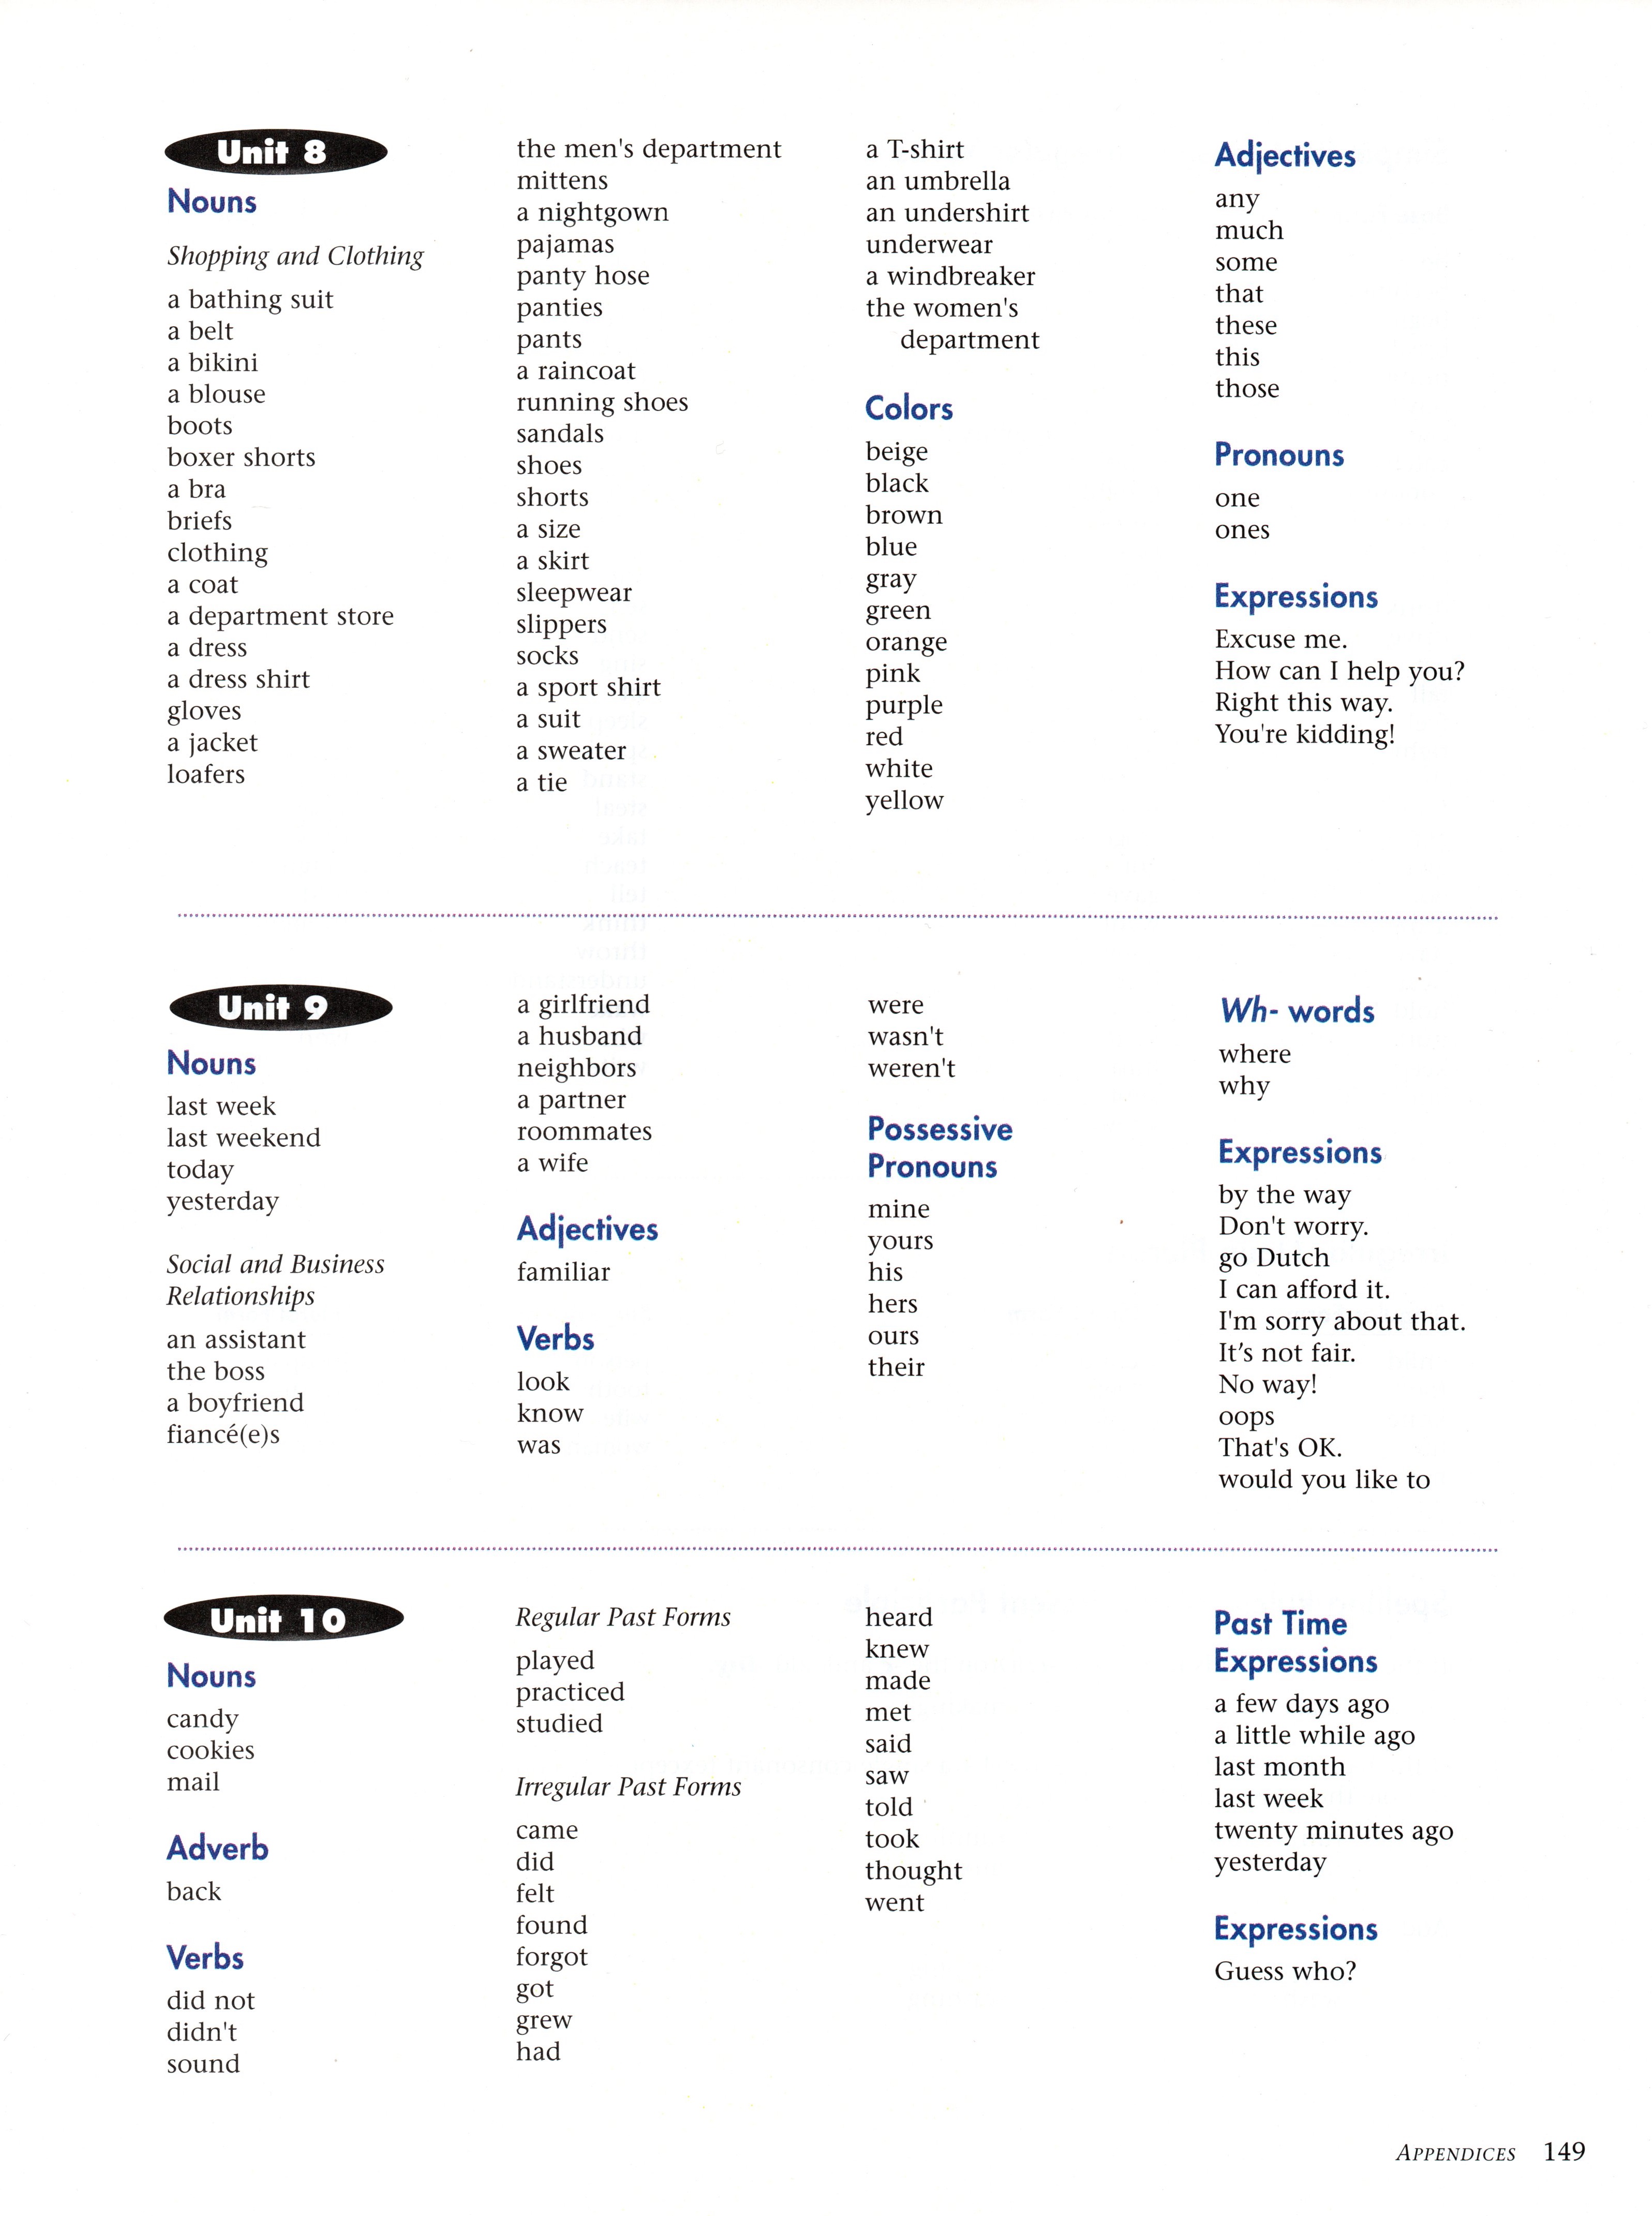 Unit 8
Nouns
Shopping and Clothing
a bathing suit
a belt
a bikini
a blouse
boots
boxer shorts
a bra
briefs
clothing
a coat
a department store
a dress
a dress shirt
gloves
a jacket
loafers
the men's department
mittens
a nightgown
pajamas
panty hose
panties
pants
a raincoat
running shoes
sandals
shoes
shorts
a size
a skirt
sleepwear
slippers
socks
a sport shirt
a suit
a sweater
a tie
a T-shirt
an umbrella
an undershirt
underwear
a windbreaker
the women's
department
Colors
beige
black
brown
blue
gray
green
orange
pink
purple
red
white
yellow
Adjectives
any
much
some
that
these
this
those
Pronouns
one
ones
Expressions
Excuse me.
How can I help you?
Right this way.
You're kidding!
Unit 9
Nouns
last week
last weekend
today
yesterday
Social and Business
Relationships
an assistant
the boss
a boyfriend
fiancé(e)s
a girlfriend
a husband
neighbors
a partner
roommates
a wife
Adjectives
familiar
Verbs
look
know
was
were
wasn't
weren't
Possessive
Pronouns
mine
yours
his
hers
ours
their
Wh- words
where
why
Expressions
by the way
Don't worry.
go Dutch
I can afford it.
I'm sorry about that.
It's not fair.
No way!
oops
That's OK.
would you like to
Unit 10
Nouns
candy
cookies
mail
Adverb
back
Verbs
did not
didn't
sound
Regular Past Forms
played
practiced
studied
Irregular Past Forms
came
did
felt
found
forgot
got
grew
had
heard
knew
made
met
said
saw
told
took
thought
went
Past Time
Expressions
a few days ago
a little while ago
last month
last week
twenty minutes ago
yesterday
Expressions
Guess who?
APPENDICES 149